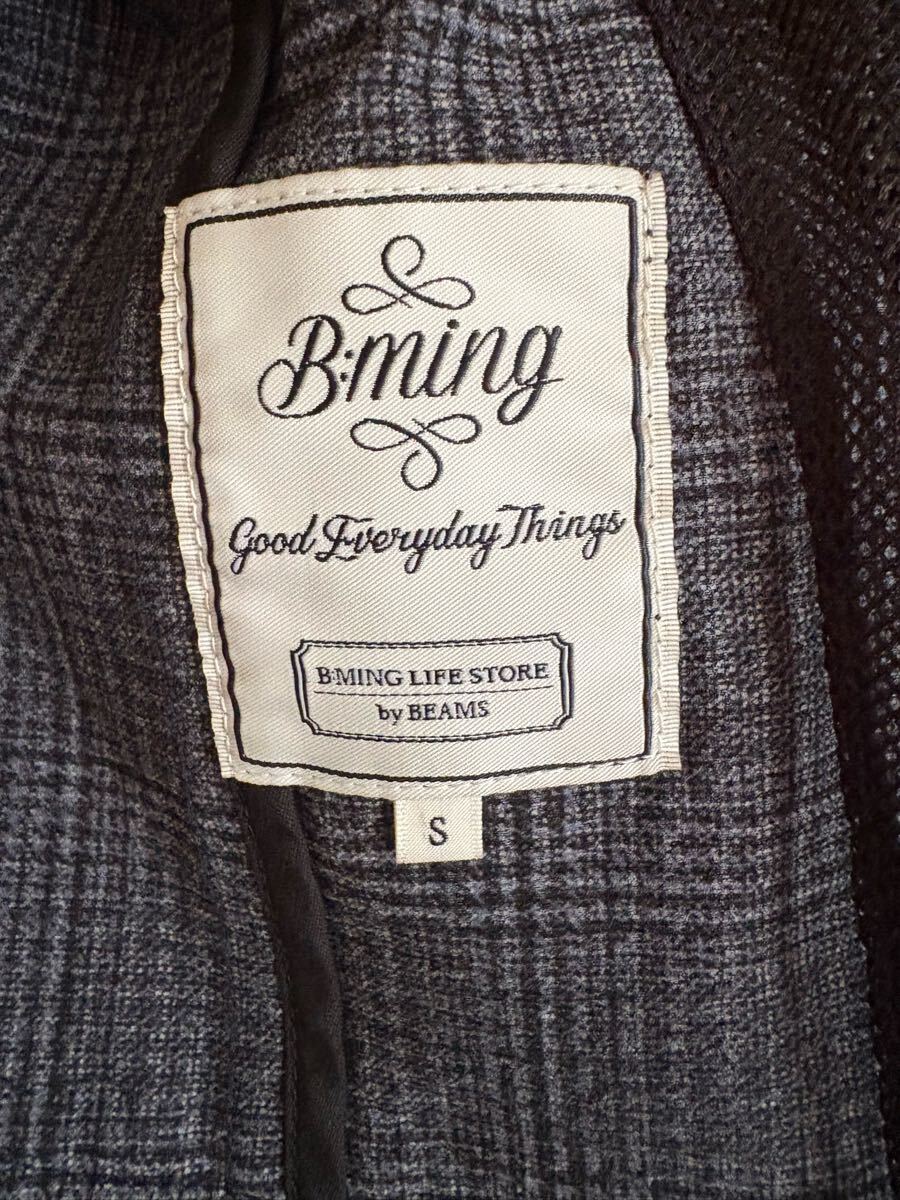 B:ming
Good Everyday Things
B:MING LIFE STORE
by BEAMS
S